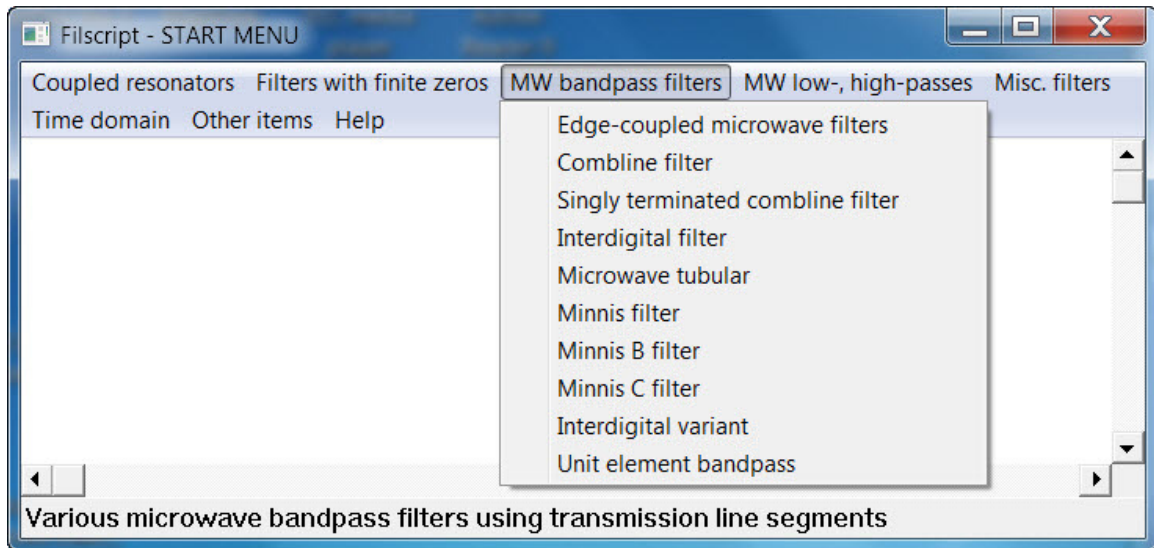 Filscript - START MENU
Coupled resonators Filters with finite zeros MW bandpass filters MW low-, high-passes Misc. filters
Time domain Other items Help
Edge-coupled microwave filters
Combline filter
Singly terminated combline filter
Interdigital filter
Microwave tubular
Minnis filter
Minnis B filter
Minnis C filter
Interdigital variant
Unit element bandpass
Various microwave bandpass filters using transmission line segments